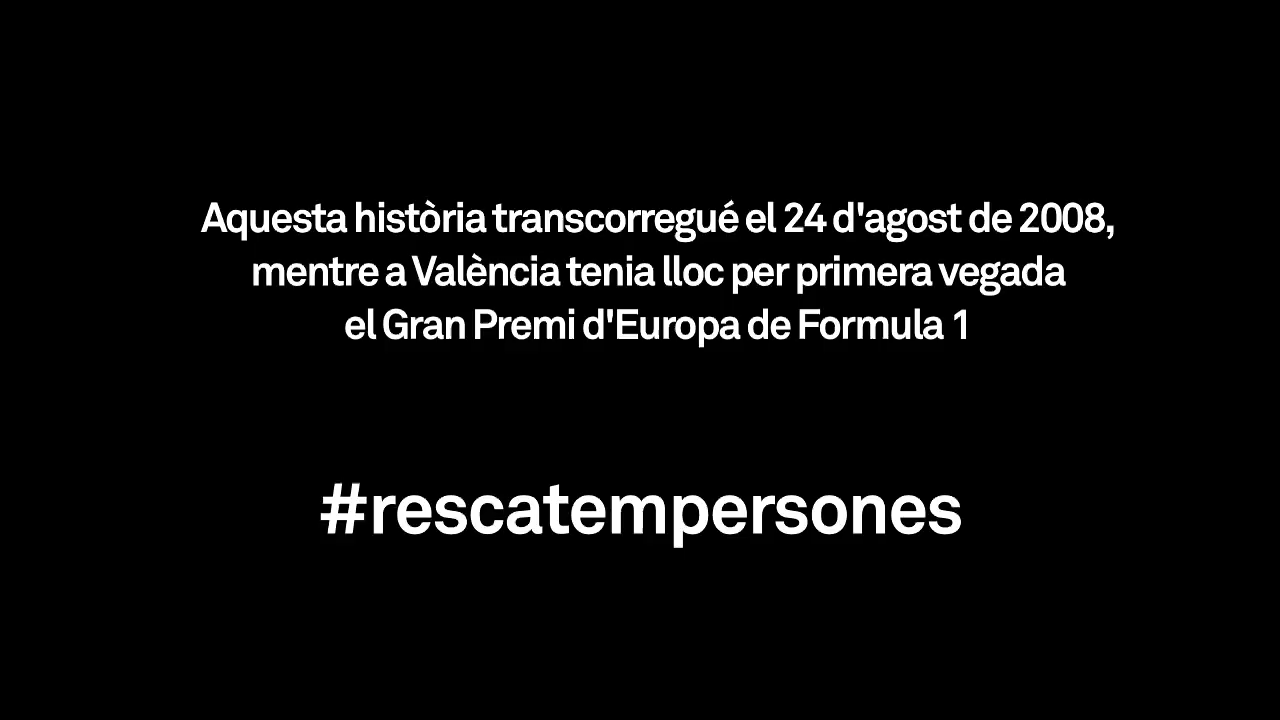 Aquesta història transcorregué el 24 d'agost de 2008,
mentre a València tenia lloc per primera vegada
el Gran Premi d'Europa de Formula 1
#rescatempersones